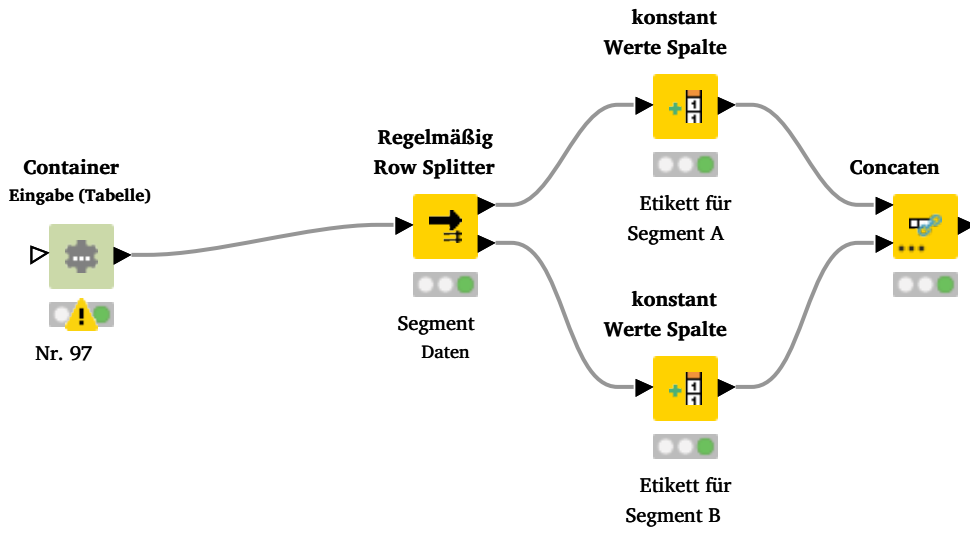 konstant
Werte Spalte
Regelmäßig
Row Splitter
Container
Eingabe (Tabelle)
Concaten
Etikett für
Segment A
konstant
Werte Spalte
Segment
Daten
Nr. 97
Etikett für
Segment B